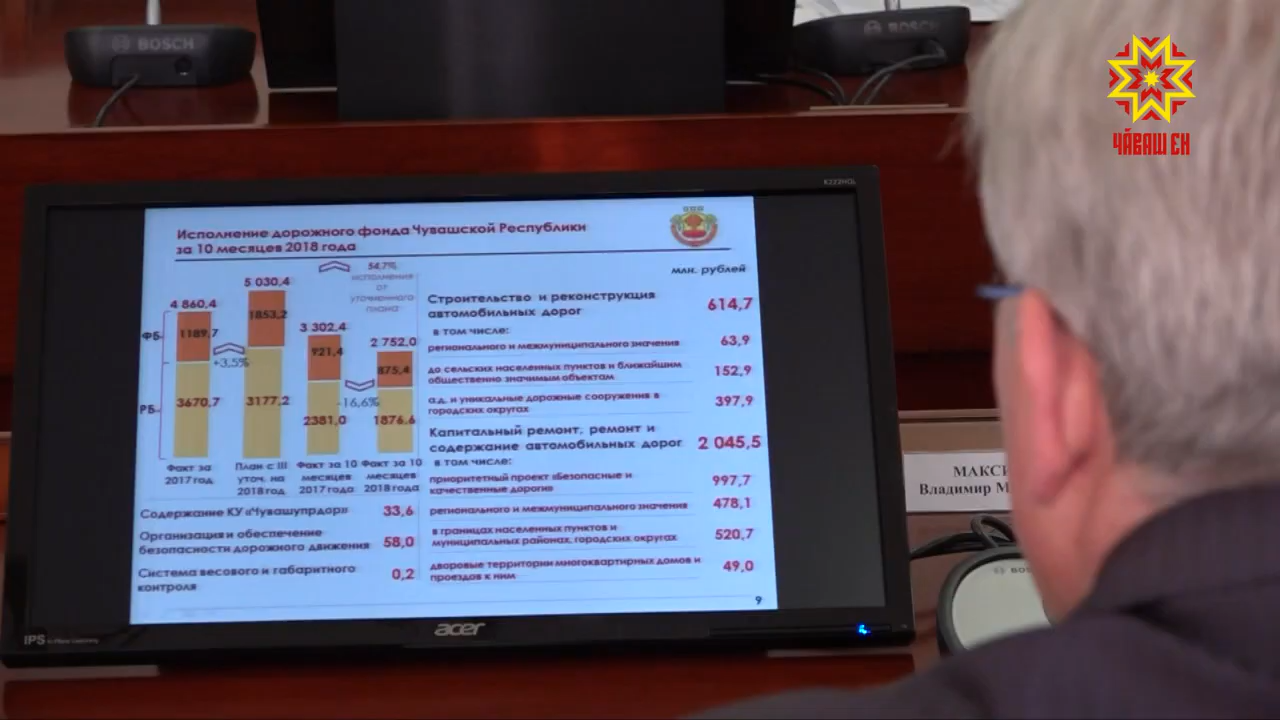 BOSCH
BOSCH
ЧӐВАШ ЕН
K222HQL
Исполнение дорожного фонда Чувашской Республики
за 10 месяцев 2018 года
млн. рублей
54,7%
исполнения
от
уточненного
плана
4 860,4
5 030,4
3 302,4
2 752,0
ФБ
1189,7
1853,2
921,4
875,4
+3,5%
-16,6%
РБ
3670,7
3177,2
2381,0
1876,6
Факт за
2017 год
План с III
уточ. на
2018 год
Факт за 10
месяцев
2017 года
Факт за 10
месяцев
2018 года
Содержание КУ «Чувашупрдор» 33,6
Организация и обеспечение
безопасности дорожного движения 58,0
Система весового и габаритного
контроля 0,2
Строительство и реконструкция
автомобильных дорог 614,7
в том числе:
регионального и межмуниципального значения 63,9
до сельских населенных пунктов и ближайшим
общественно значимым объектам 152,9
а.д. и уникальные дорожные сооружения в
городских округах 397,9
Капитальный ремонт, ремонт и
содержание автомобильных дорог 2 045,5
в том числе:
приоритетный проект «Безопасные и
качественные дороги» 997,7
регионального и межмуниципального значения 478,1
в границах населенных пунктов и
муниципальных районах, городских округах 520,7
дворовые территории многоквартирных домов и
проездов к ним 49,0
9
IPS
acer
МАКСИ
Владимир М
BOS